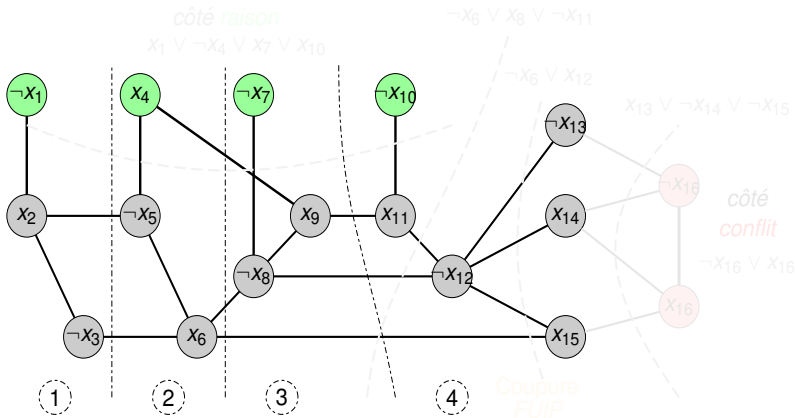 côté raison
x1 ∨ ¬x4 ∨ x7 ∨ x10
¬x6 ∨ x8 ∨ ¬x11
¬x6 ∨ x12
x13 ∨ ¬x14 ∨ ¬x15
¬x1
x4
¬x7
¬x10
¬x13
¬x16
côté
conflit
x2
¬x5
x9
x11
x14
¬x16 ∨ x16
¬x8
¬x12
x16
¬x3
x6
x15
1
2
3
4
Coupure
FUIP